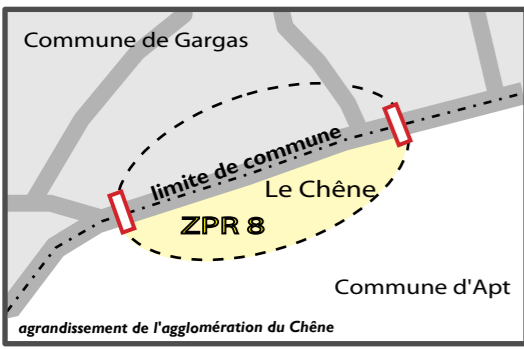 Commune de Gargas
limite de commune
Le Chêne
ZPR 8
Commune d'Apt
agrandissement de l'agglomération du Chêne